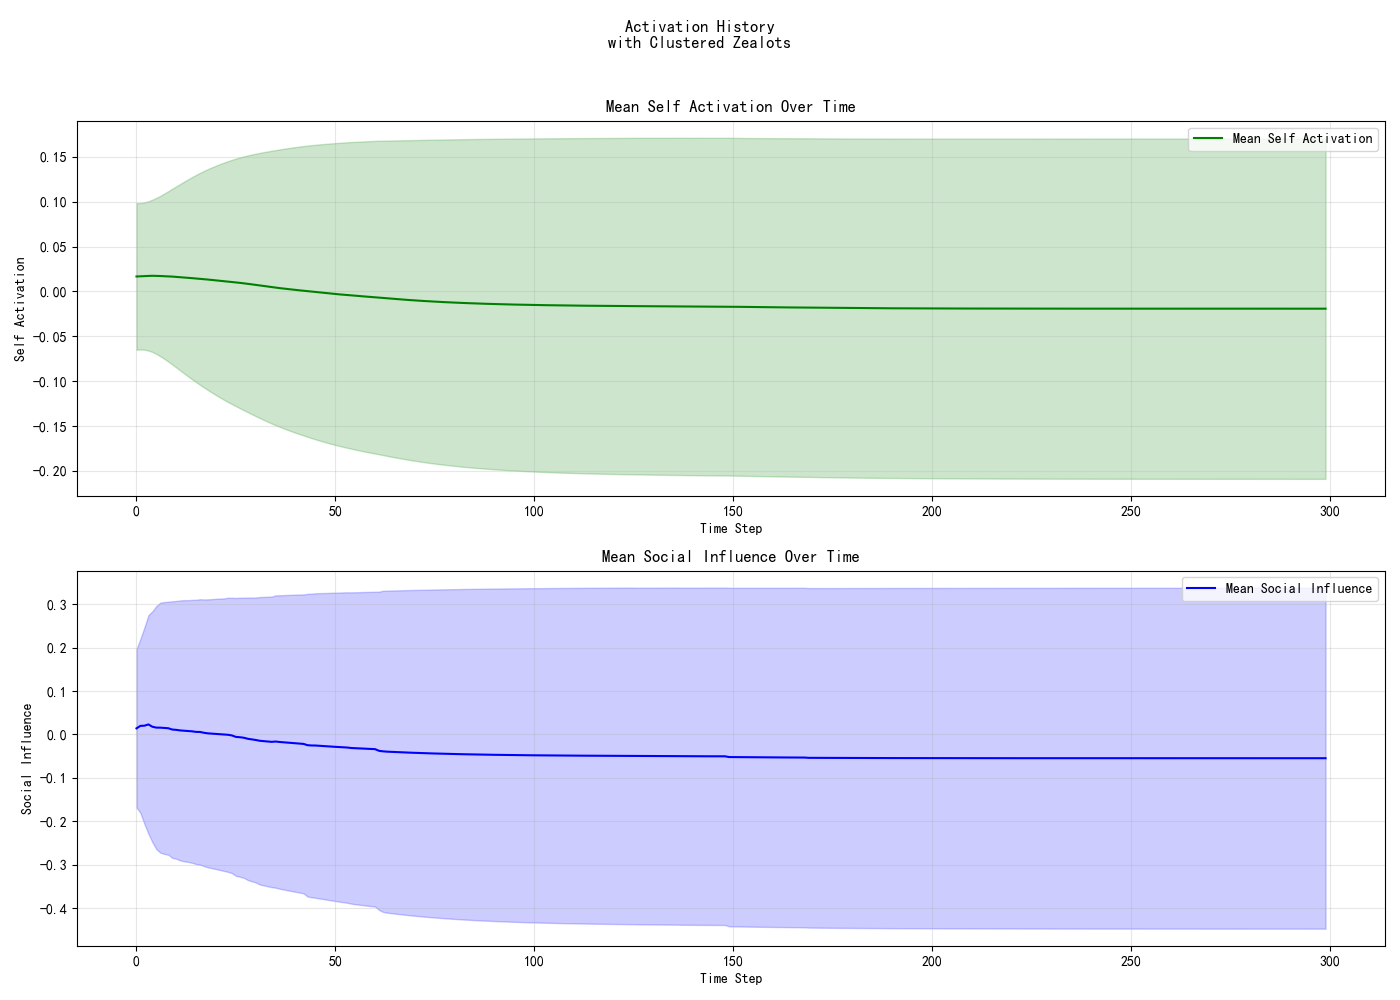 Activation History
with Clustered Zealots
Mean Self Activation Over Time
Mean Self Activation
Self Activation
0.15
0.10
0.05
0.00
−0.05
−0.10
−0.15
−0.20
0 50 100 150 200 250 300
Time Step
Mean Social Influence Over Time
Mean Social Influence
Social Influence
0.3
0.2
0.1
0.0
−0.1
−0.2
−0.3
−0.4
0 50 100 150 200 250 300
Time Step